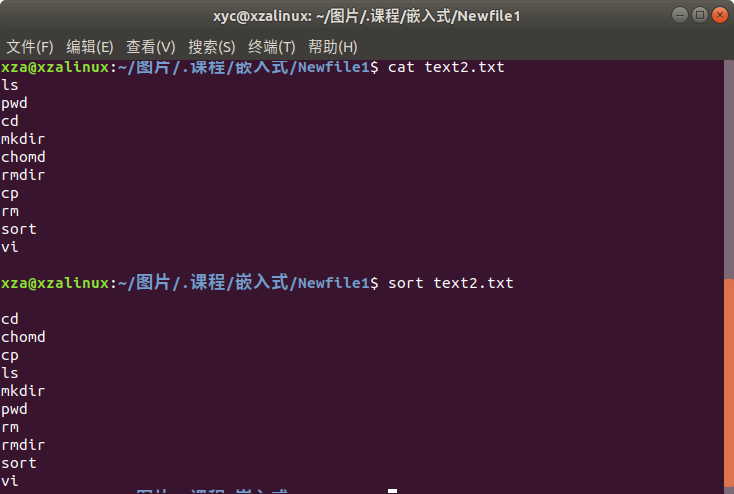 xyc@xzalinux: ~/图片/.课程/嵌入式/Newfile1
文件(F) 编辑(E) 查看(V) 搜索(S) 终端(T) 帮助(H)
xza@xzalinux:~/图片/.课程/嵌入式/Newfile1$ cat text2.txt
ls
pwd
cd
mkdir
chomd
rmdir
cp
rm
sort
vi
xza@xzalinux:~/图片/.课程/嵌入式/Newfile1$ sort text2.txt
cd
chomd
cp
ls
mkdir
pwd
rm
rmdir
sort
vi